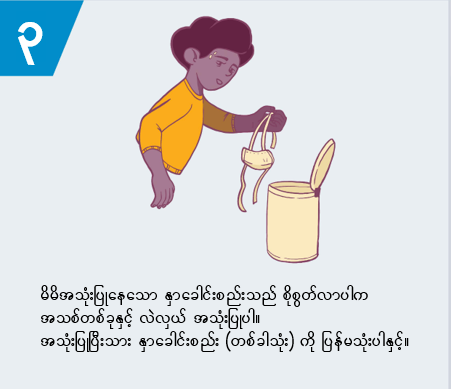 ၃
မိမိအသုံးပြုနေသော နှာခေါင်းစည်းသည် စိုစွတ်လာပါက
အသစ်တစ်ခုနှင့် လဲလှယ် အသုံးပြုပါ။
အသုံးပြုပြီးသား နှာခေါင်းစည်း (တစ်ခါသုံး) ကို ပြန်မသုံးပါနှင့်။